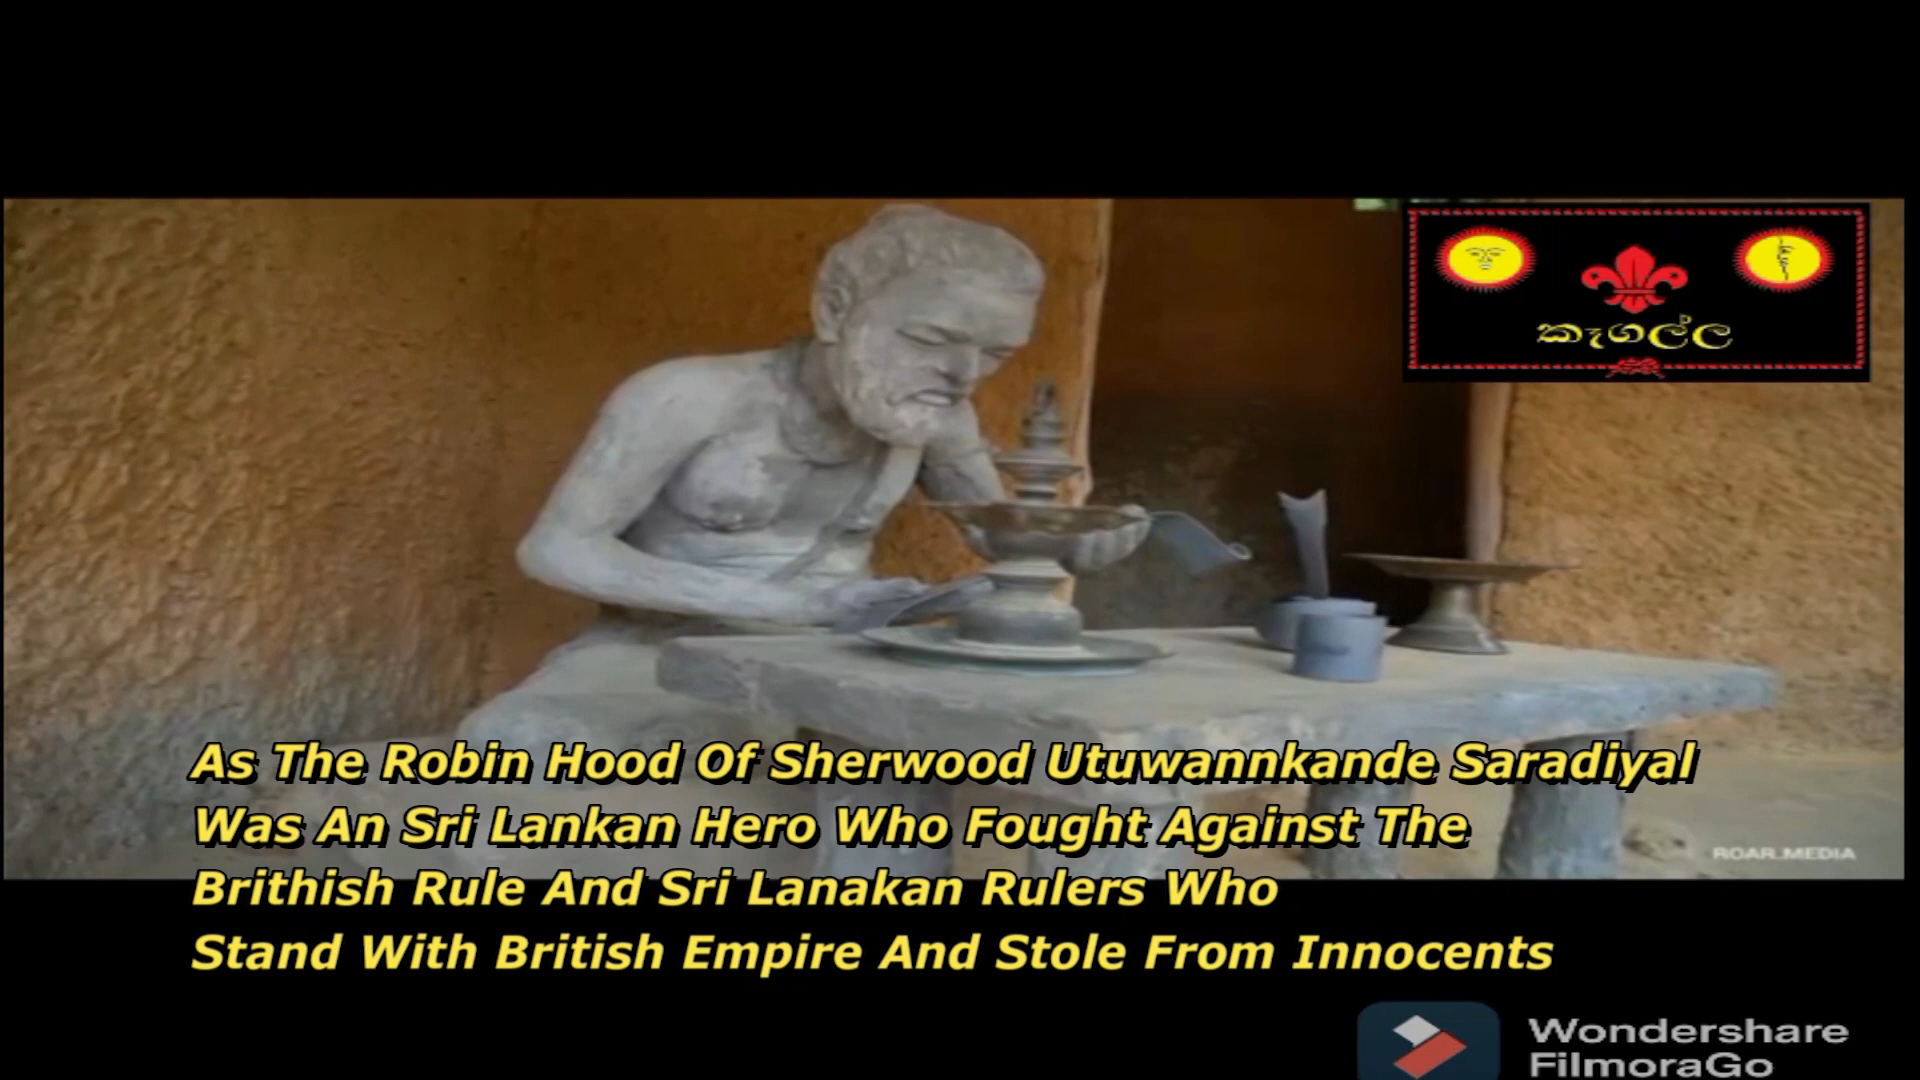 කෑගල්ල
As The Robin Hood Of Sherwood Utuwannkande Saradiyal
Was An Sri Lankan Hero Who Fought Against The
Brithish Rule And Sri Lanakan Rulers Who
Stand With British Empire And Stole From Innocents
ROAR.MEDIA
Wondershare
FilmoraGo